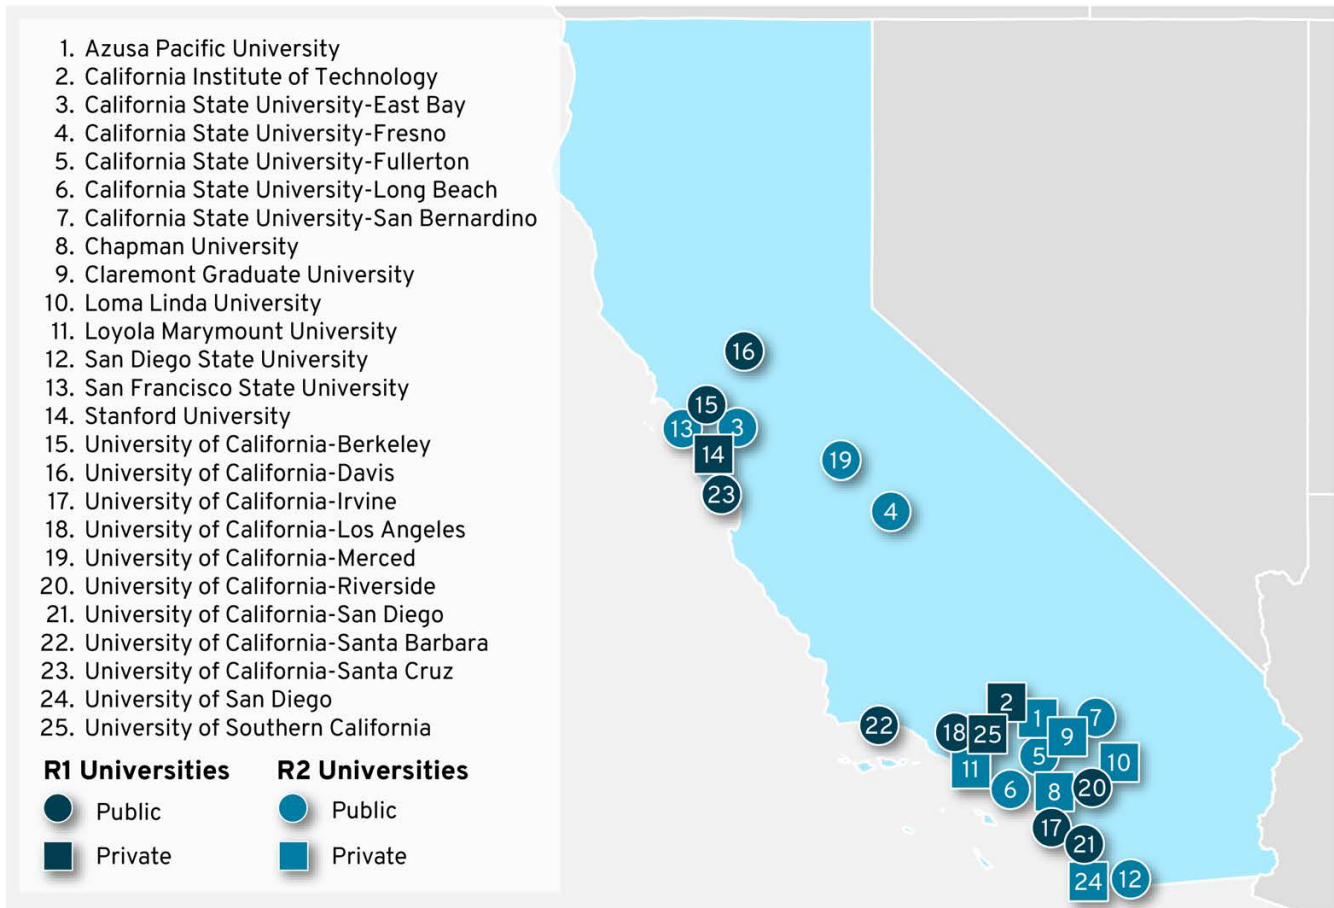 1. Azusa Pacific University
2. California Institute of Technology
3. California State University-East Bay
4. California State University-Fresno
5. California State University-Fullerton
6. California State University-Long Beach
7. California State University-San Bernardino
8. Chapman University
9. Claremont Graduate University
10. Loma Linda University
11. Loyola Marymount University
12. San Diego State University
13. San Francisco State University
14. Stanford University
15. University of California-Berkeley
16. University of California-Davis
17. University of California-Irvine
18. University of California-Los Angeles
19. University of California-Merced
20. University of California-Riverside
21. University of California-San Diego
22. University of California-Santa Barbara
23. University of California-Santa Cruz
24. University of San Diego
25. University of Southern California
R1 Universities R2 Universities
Public Public
Private Private
16
15
13 3
14
19
23
4
2
1 7
22 18 25 9
5
11 10
6 8 20
17
21
24 12